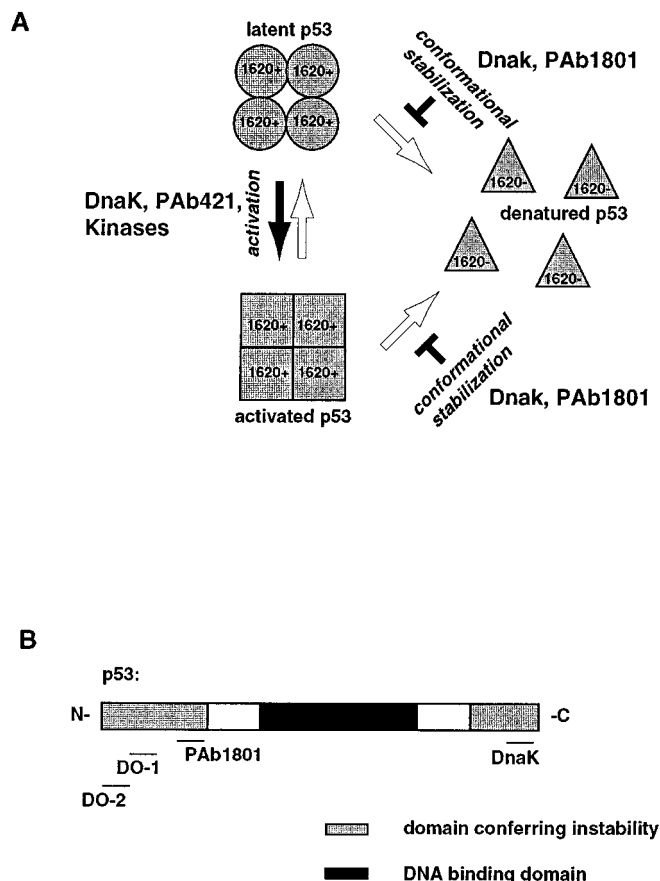 A
latent p53
1620+ 1620+
1620+ 1620+
conformational
stabilization
Dnak, PAb1801
DnaK, PAb421,
Kinases
activation
1620- 1620-
denatured p53
1620- 1620-
1620+ 1620+
1620+ 1620+
activated p53
conformational
stabilization
Dnak, PAb1801
B
p53:
N- -C
PAb1801
DnaK
DO-1
DO-2
domain conferring instability
DNA binding domain